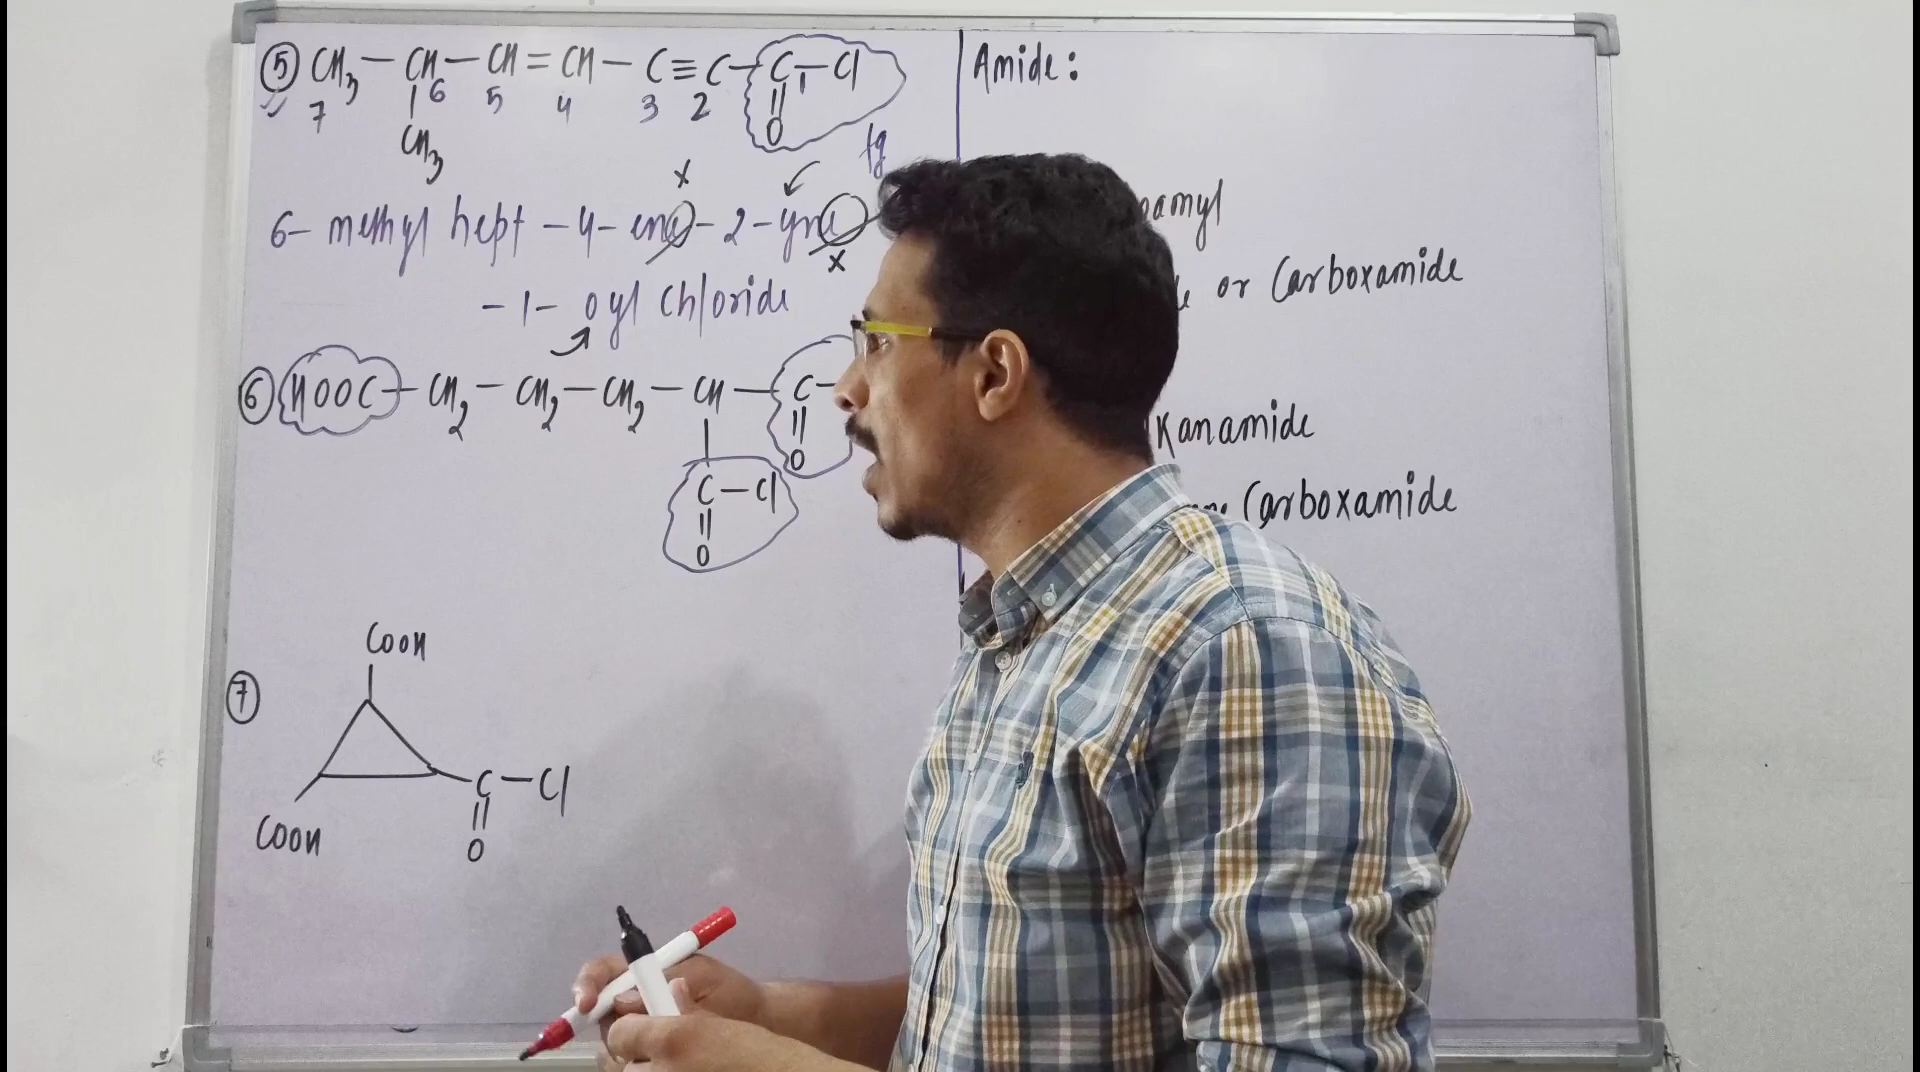 ⑤ CH₃ — CH — CH = CH — C ≡ C — C — Cl
7 6 5 4 3 2 1
CH₃
O
fg
x
6- methyl hept - 4 - ene - 2 - yne
x
- 1 - oyl chloride
⑥ HOOC — CH₂ — CH₂ — CH₂ — CH — C —
O
C — Cl
O
⑦
COOH
C — Cl
O
COOH
Amide:
or Carboxamide
Carboxamide